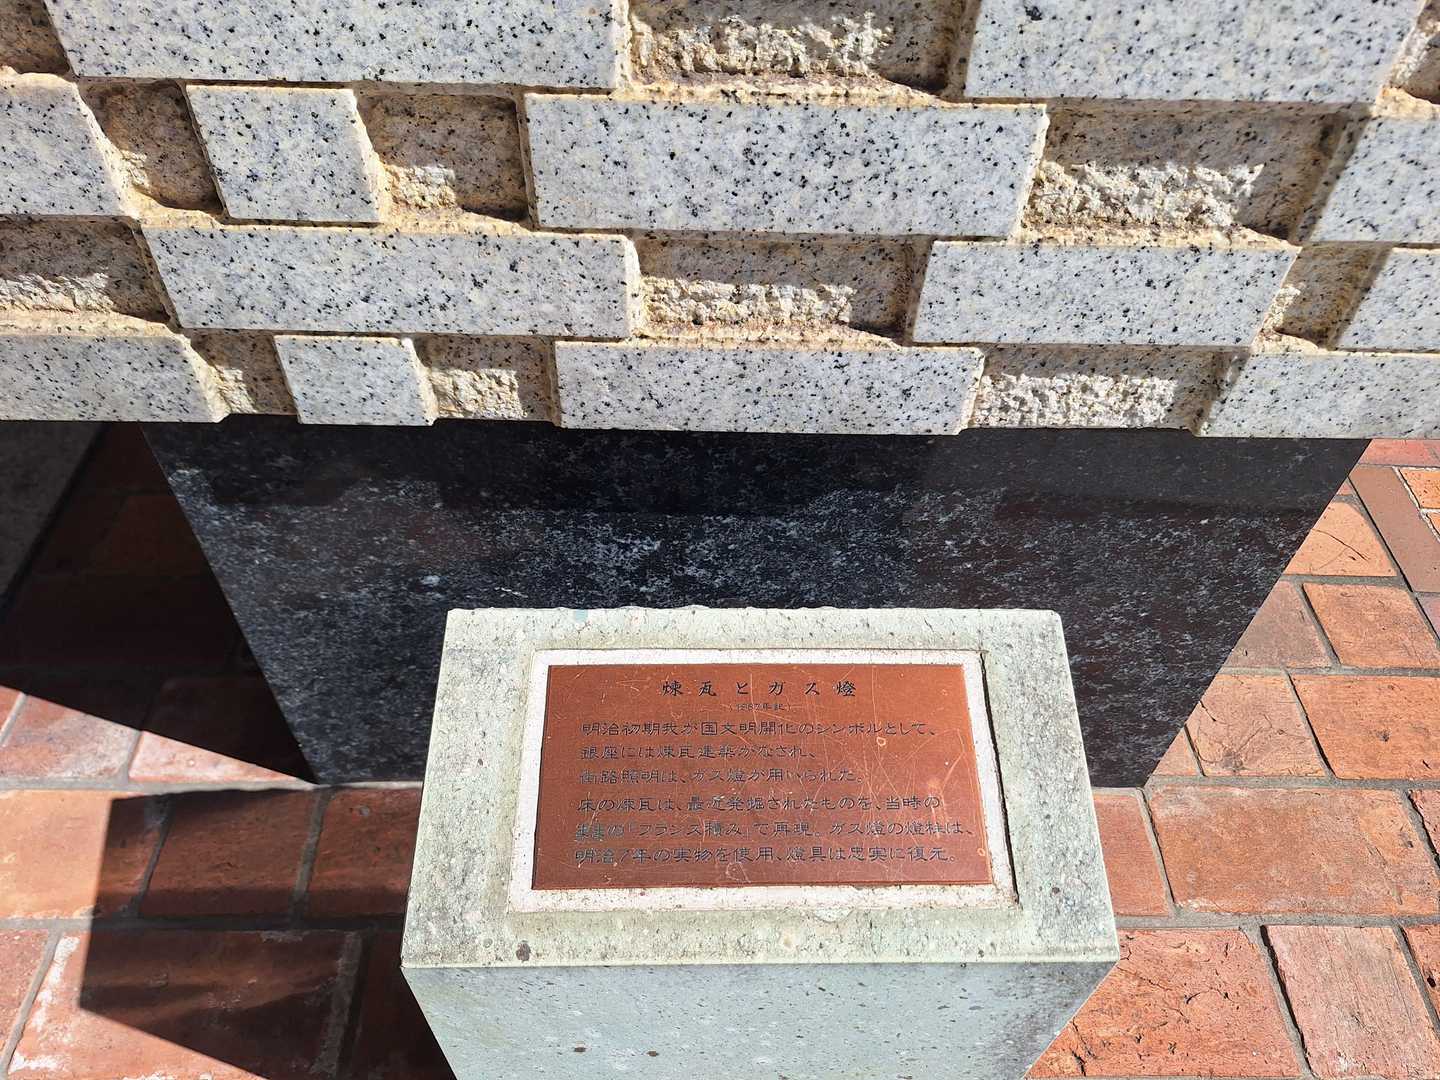 煉瓦とガス燈
明治初期我が国文明開化のシンボルとして、
銀座には煉瓦建築がなされ、
街路照明は、ガス燈が用いられた。
床の煉瓦は、最近発掘されたものを、当時の
ままの「フランス積み」で再現。ガス燈の燈柱は、
明治7年の実物を使用、燈具は忠実に復元。